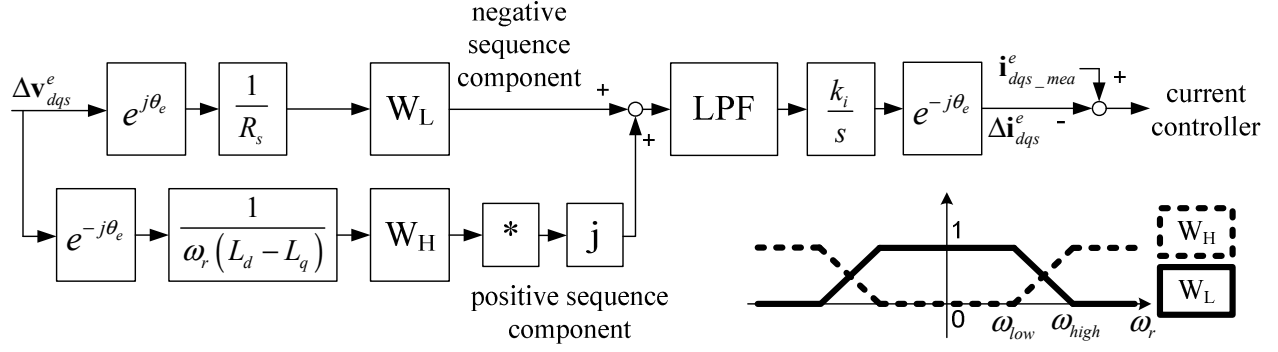 negative
sequence
component
Δv^e_dqs
e^{jθ_e}
1/R_s
W_L
+
+
LPF
k_i/s
e^{-jθ_e}
i^e_dqs_mea
+
Δi^e_dqs
-
current
controller
e^{-jθ_e}
1/(ω_r(L_d − L_q))
W_H
*
j
positive sequence
component
1
0
ω_low
ω_high
ω_r
W_H
W_L